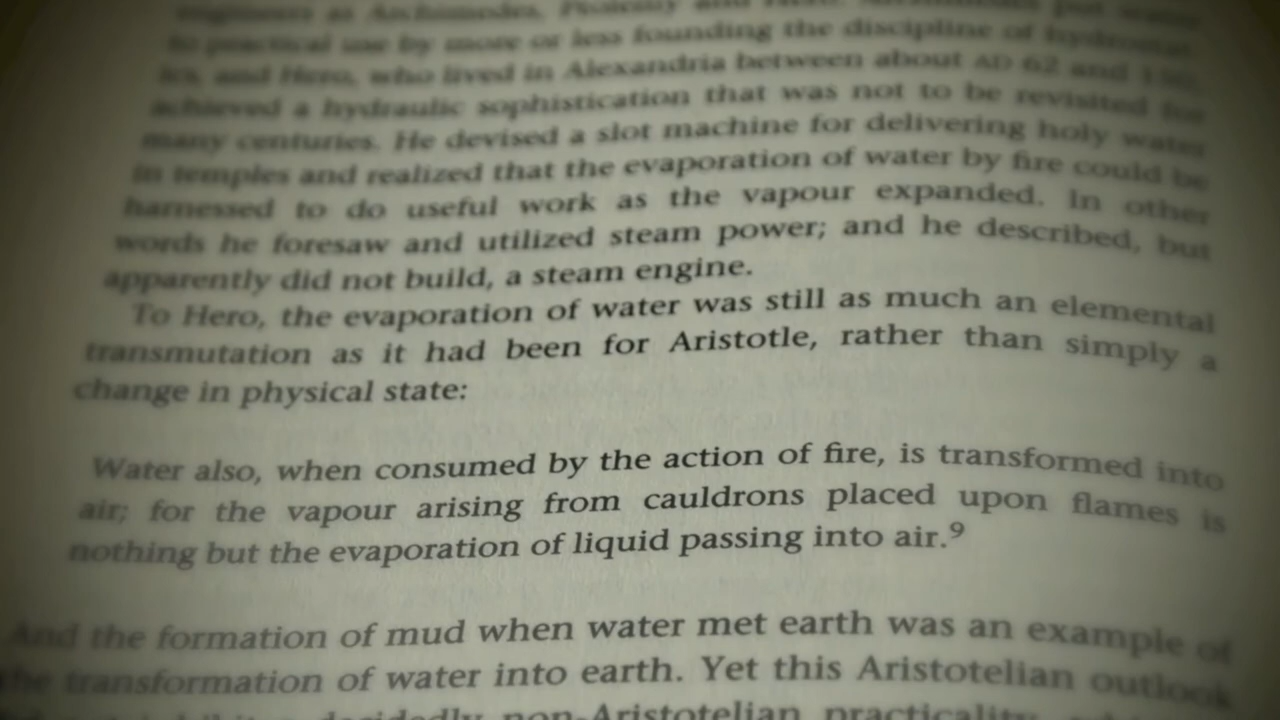 engineers as Archimedes, Ptolemy and Hero. Archimedes put water
to practical use by more or less founding the discipline of hydrostat-
ics, and Hero, who lived in Alexandria between about AD 62 and 150,
achieved a hydraulic sophistication that was not to be revisited for
many centuries. He devised a slot machine for delivering holy water
in temples and realized that the evaporation of water by fire could be
harnessed to do useful work as the vapour expanded. In other
words he foresaw and utilized steam power; and he described, but
apparently did not build, a steam engine.
To Hero, the evaporation of water was still as much an elemental
transmutation as it had been for Aristotle, rather than simply a
change in physical state:
Water also, when consumed by the action of fire, is transformed into
air; for the vapour arising from cauldrons placed upon flames is
nothing but the evaporation of liquid passing into air.⁹
And the formation of mud when water met earth was an example of
the transformation of water into earth. Yet this Aristotelian outlook
decidedly non-Aristotelian practicality